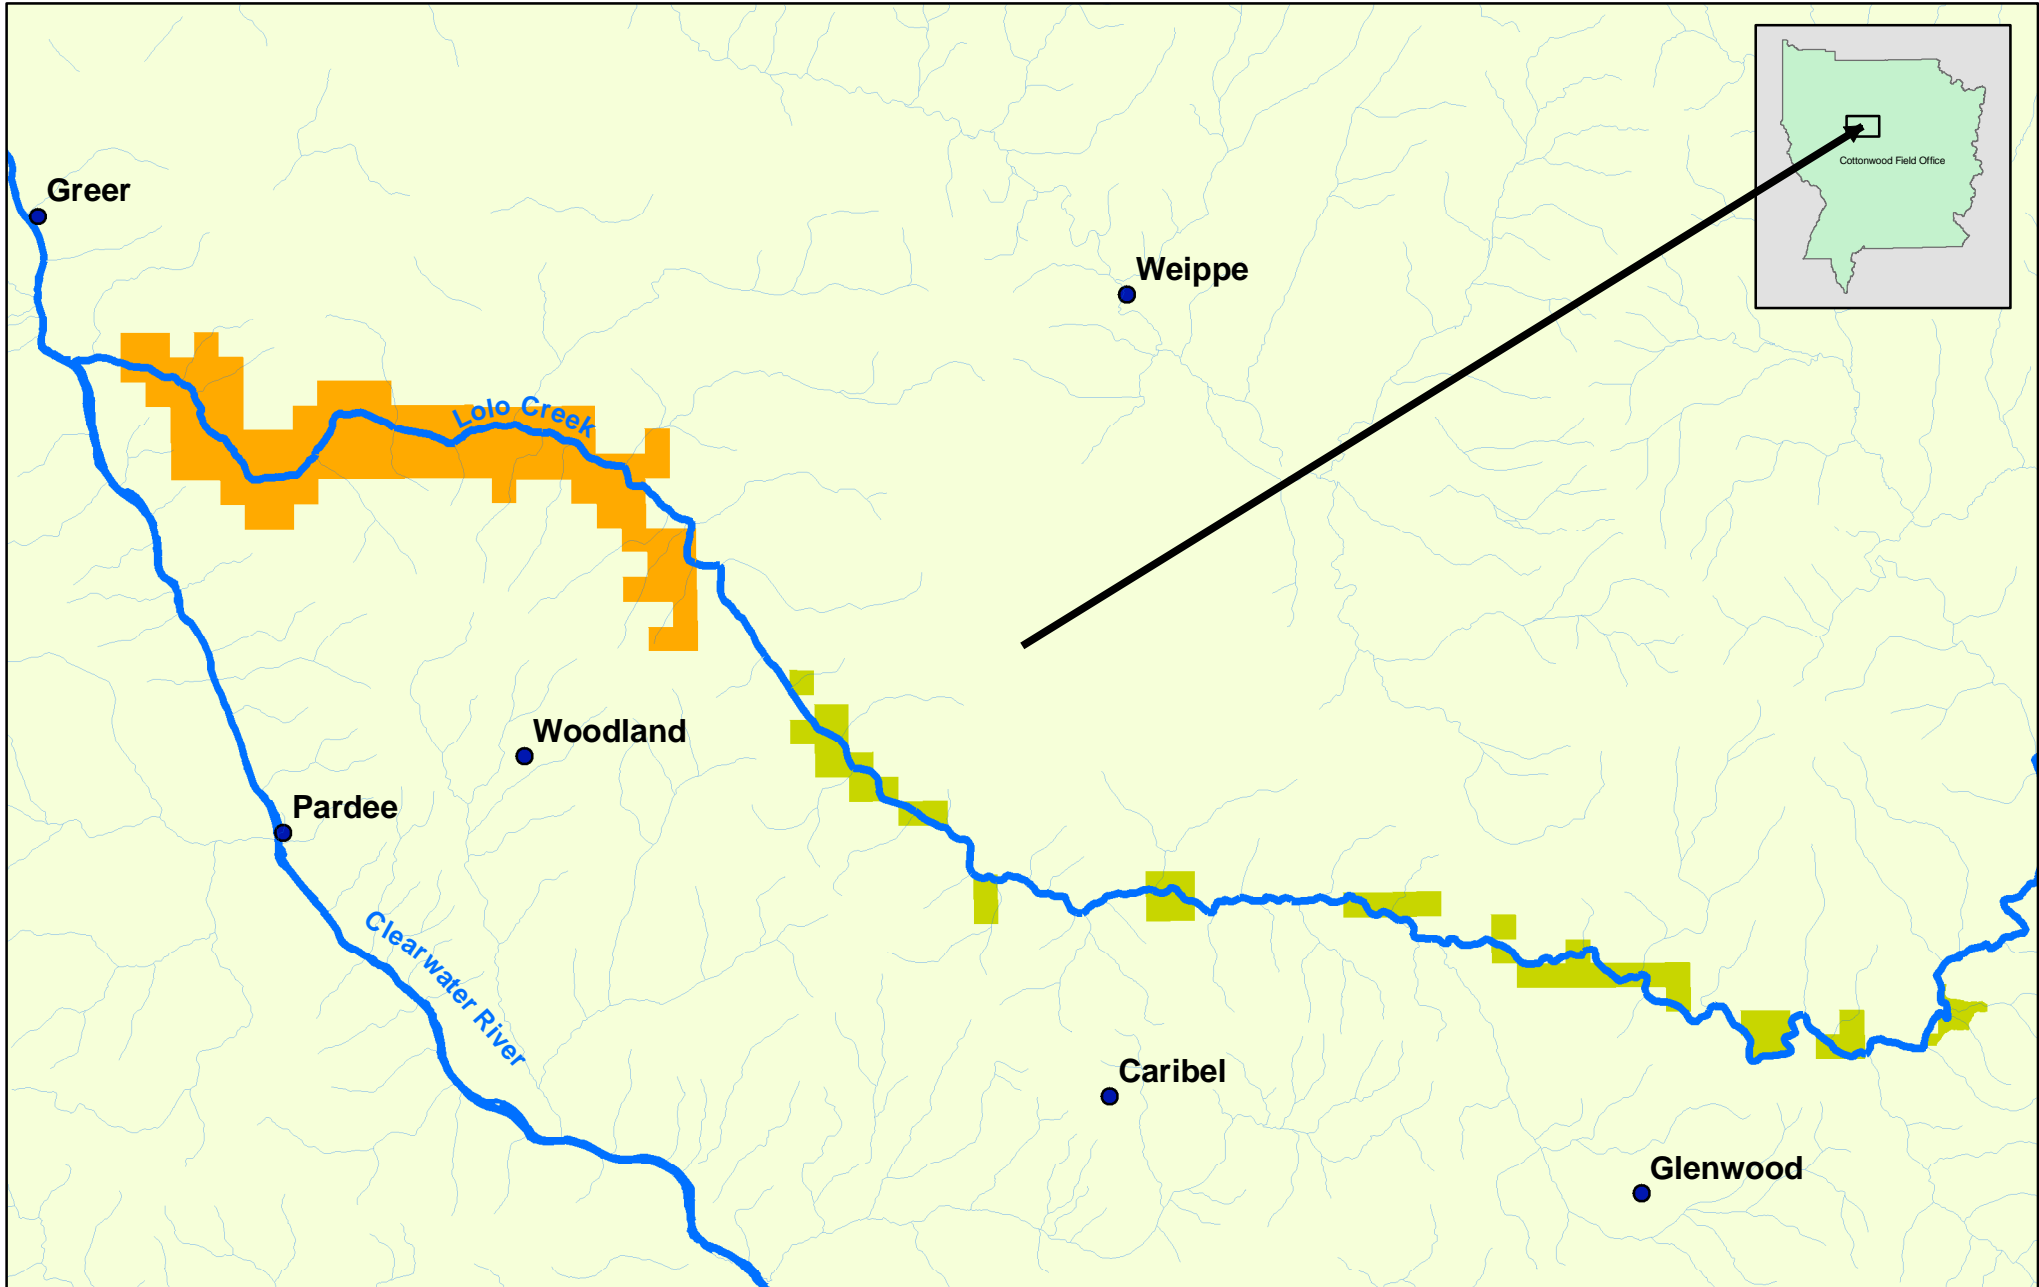 Cottonwood Field Office
Greer
Weippe
Lolo Creek
Woodland
Pardee
Clearwater River
Caribel
Glenwood